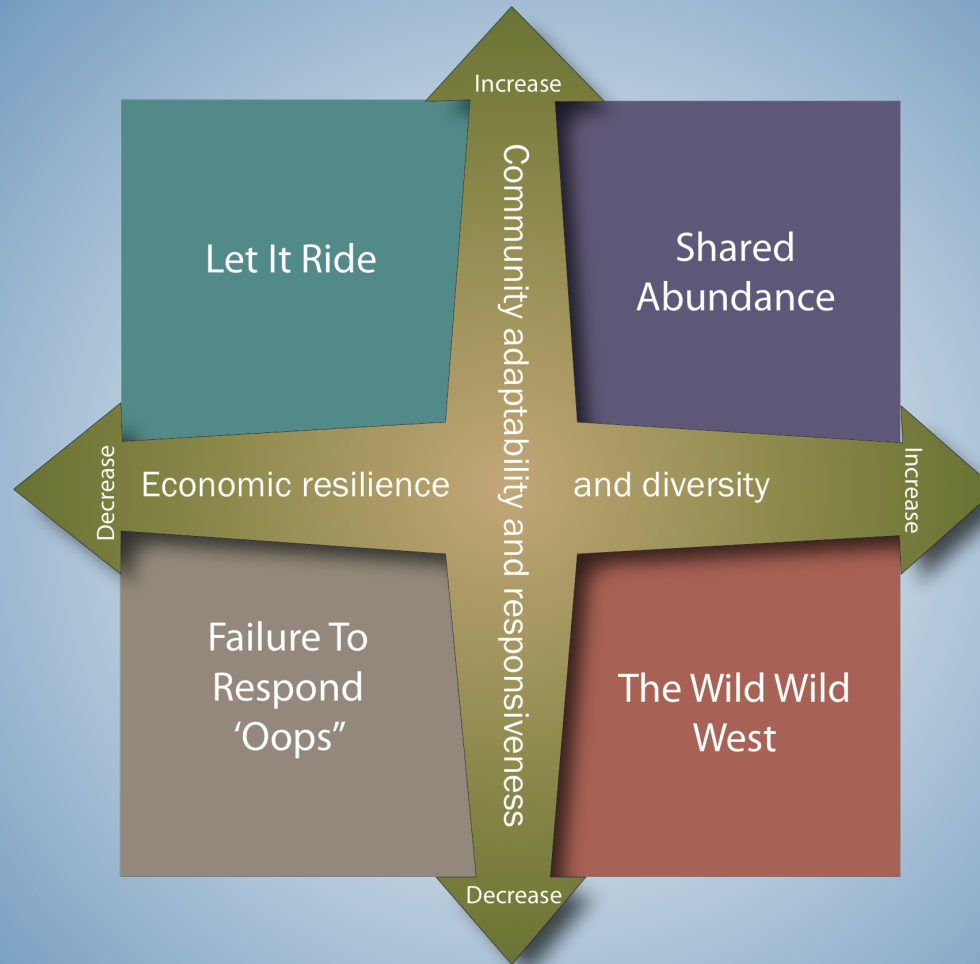 Increase
Community adaptability and responsiveness
Let It Ride
Shared
Abundance
Decrease
Economic resilience and diversity
Increase
Failure To
Respond
‘Oops”
The Wild Wild
West
Decrease